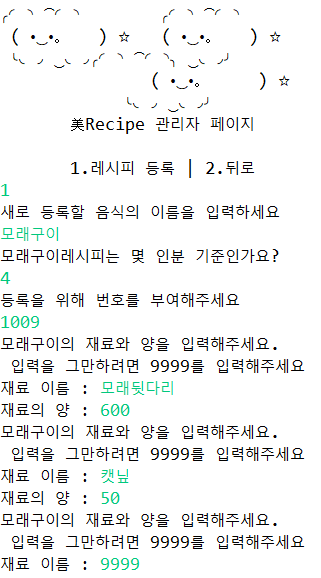 美Recipe 관리자 페이지
1.레시피 등록 | 2.뒤로
1
새로 등록할 음식의 이름을 입력하세요
모래구이
모래구이레시피는 몇 인분 기준인가요?
4
등록을 위해 번호를 부여해주세요
1009
모래구이의 재료와 양을 입력해주세요.
입력을 그만하려면 9999를 입력해주세요
재료 이름 : 모래뒷다리
재료의 양 : 600
모래구이의 재료와 양을 입력해주세요.
입력을 그만하려면 9999를 입력해주세요
재료 이름 : 캣닢
재료의 양 : 50
모래구이의 재료와 양을 입력해주세요.
입력을 그만하려면 9999를 입력해주세요
재료 이름 : 9999